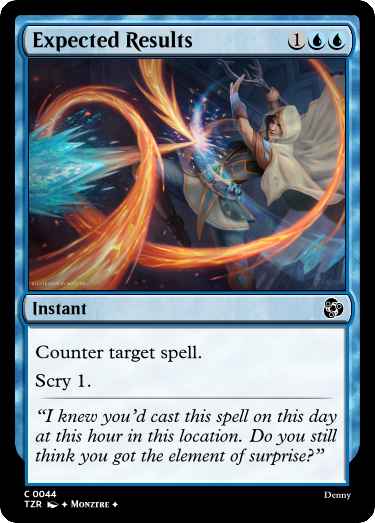 Expected Results 1
Instant
Counter target spell.
Scry 1.
“I knew you’d cast this spell on this day
at this hour in this location. Do you still
think you got the element of surprise?”
C 0044
TZR Monztre
Denny